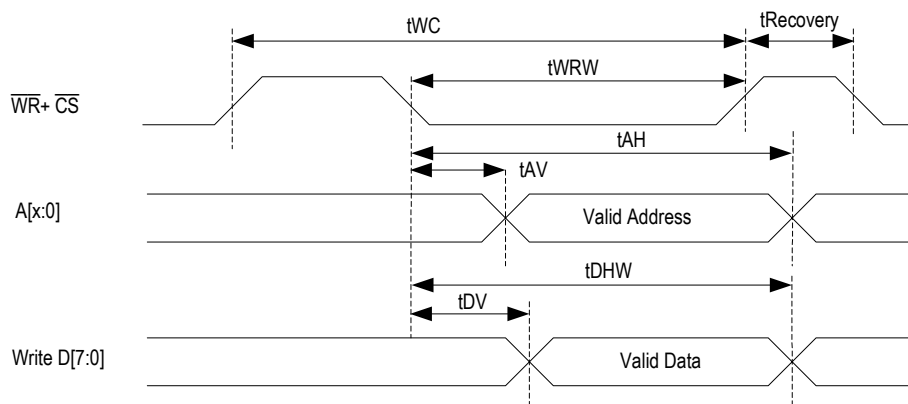 tWC
tRecovery
tWRW
WR+ CS
tAH
tAV
A[x:0]
Valid Address
tDHW
tDV
Write D[7:0]
Valid Data